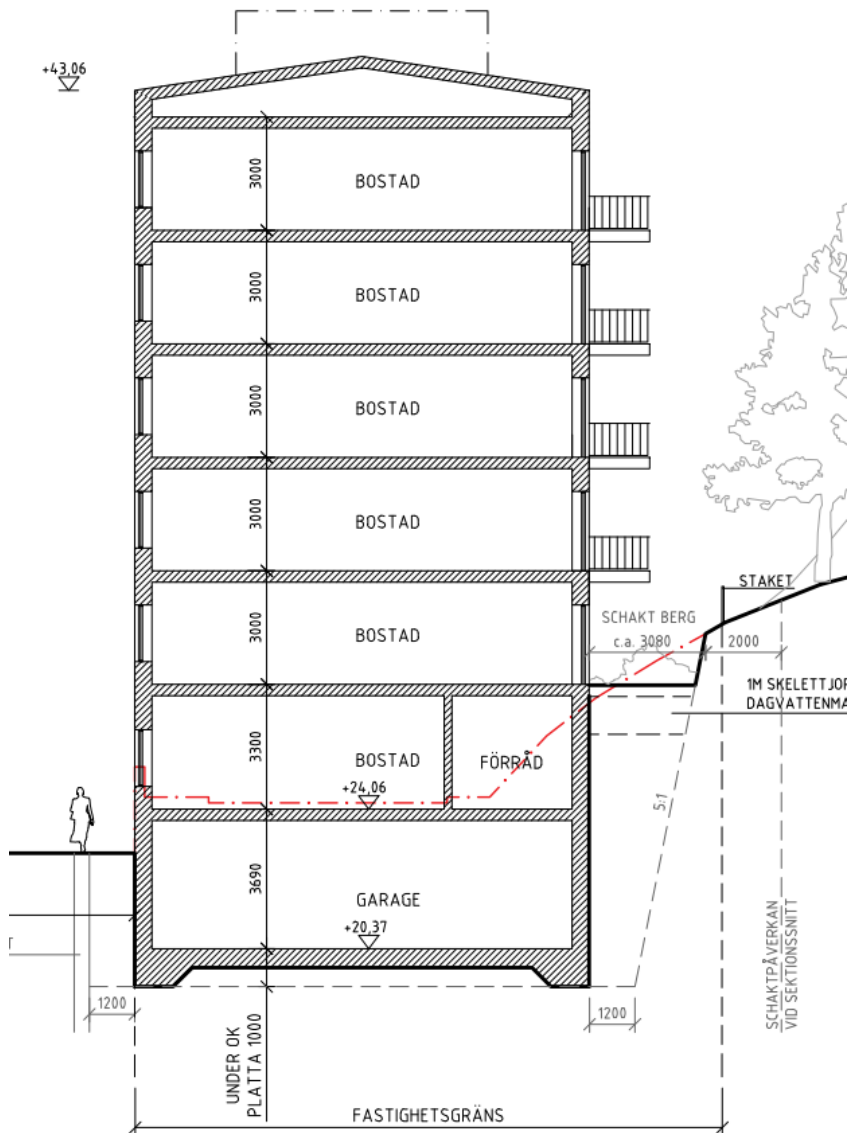 +43,06
3000
BOSTAD
3000
BOSTAD
3000
BOSTAD
3000
BOSTAD
STAKET
SCHAKT BERG
c.a. 3080
2000
3000
BOSTAD
1M SKELETTJOR
DAGVATTENMA
3300
BOSTAD
FÖRRÅD
+24,06
5:1
3690
GARAGE
+20,37
SCHAKTPÅVERKAN
VID SEKTIONSSNITT
T
1200
1200
UNDER OK
PLATTA 1000
FASTIGHETSGRÄNS